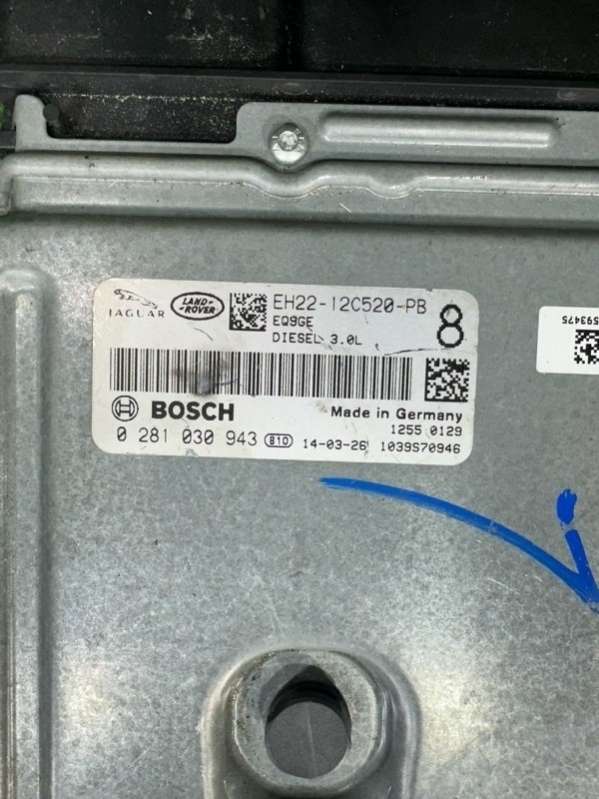 JAGUAR
LAND-
ROVER
EH22-12C520-PB
EQ9GE
DIESEL 3.0L
8
BOSCH
Made in Germany
1255 0129
0 281 030 943 810 14-03-26 1039S70946
593475